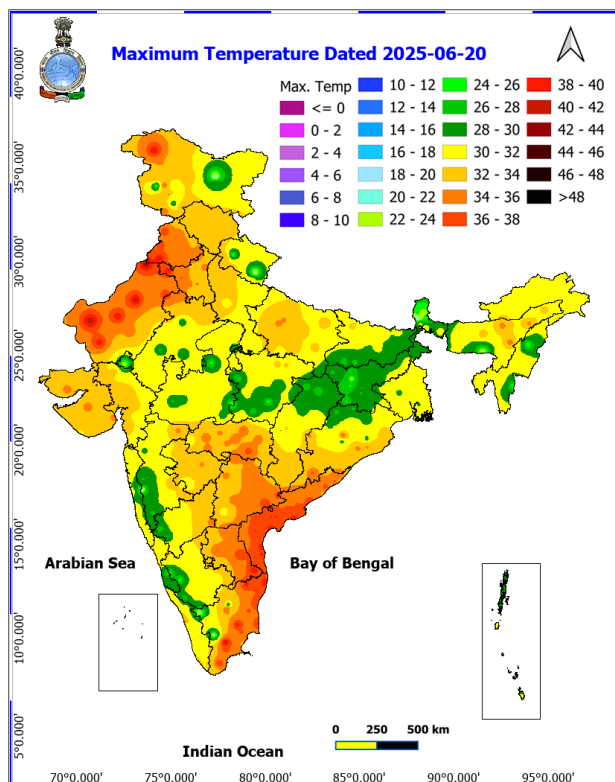 Maximum Temperature Dated 2025-06-20
Max. Temp
<= 0
0 - 2
2 - 4
4 - 6
6 - 8
8 - 10
10 - 12
12 - 14
14 - 16
16 - 18
18 - 20
20 - 22
22 - 24
24 - 26
26 - 28
28 - 30
30 - 32
32 - 34
34 - 36
36 - 38
38 - 40
40 - 42
42 - 44
44 - 46
46 - 48
>48
40°0.000'
35°0.000'
30°0.000'
25°0.000'
20°0.000'
15°0.000'
10°0.000'
5°0.000'
Arabian Sea
Bay of Bengal
Indian Ocean
0 250 500 km
70°0.000' 75°0.000' 80°0.000' 85°0.000' 90°0.000' 95°0.000'